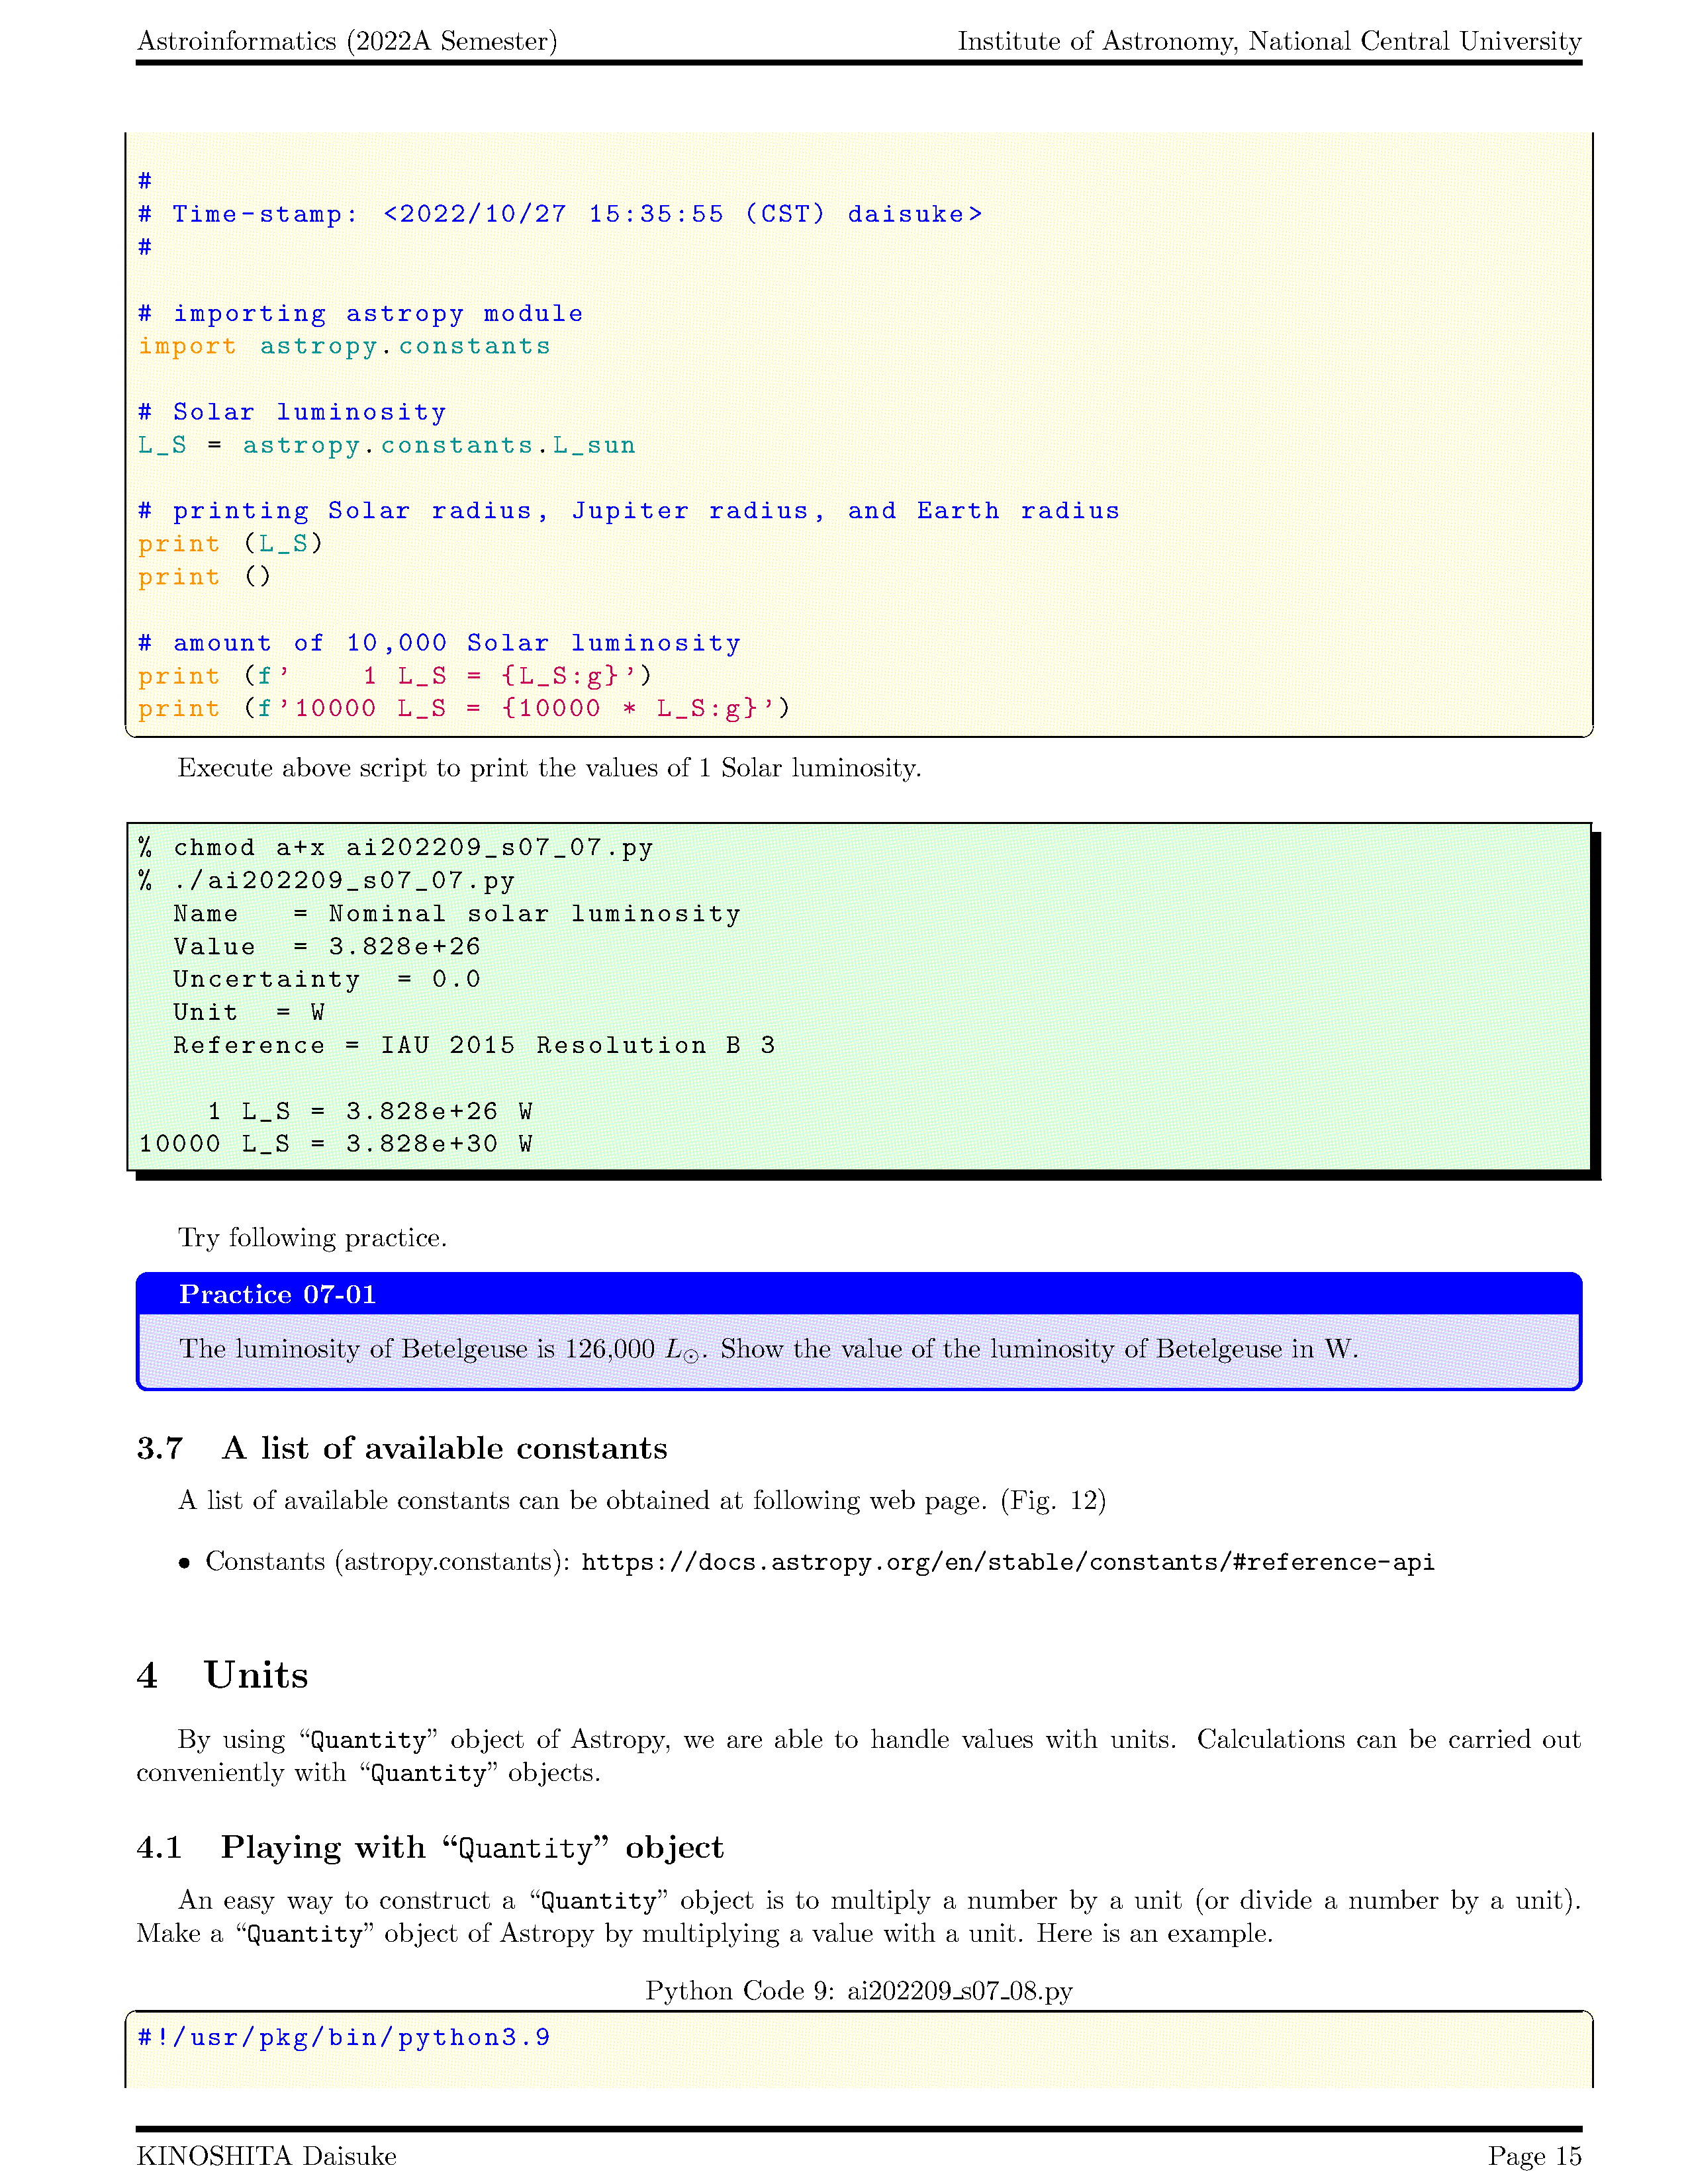 Astroinformatics (2022A Semester) Institute of Astronomy, National Central University
#
# Time-stamp: <2022/10/27 15:35:55 (CST) daisuke>
#
# importing astropy module
import astropy.constants
# Solar luminosity
L_S = astropy.constants.L_sun
# printing Solar radius, Jupiter radius, and Earth radius
print (L_S)
print ()
# amount of 10,000 Solar luminosity
print (f'    1 L_S = {L_S:g}')
print (f'10000 L_S = {10000 * L_S:g}')
Execute above script to print the values of 1 Solar luminosity.
% chmod a+x ai202209_s07_07.py
% ./ai202209_s07_07.py
  Name   = Nominal solar luminosity
  Value  = 3.828e+26
  Uncertainty  = 0.0
  Unit  = W
  Reference = IAU 2015 Resolution B 3
    1 L_S = 3.828e+26 W
10000 L_S = 3.828e+30 W
Try following practice.
Practice 07-01
The luminosity of Betelgeuse is 126,000 L☉. Show the value of the luminosity of Betelgeuse in W.
3.7 A list of available constants
A list of available constants can be obtained at following web page. (Fig. 12)
• Constants (astropy.constants): https://docs.astropy.org/en/stable/constants/#reference-api
4 Units
By using “Quantity” object of Astropy, we are able to handle values with units. Calculations can be carried out
conveniently with “Quantity” objects.
4.1 Playing with “Quantity” object
An easy way to construct a “Quantity” object is to multiply a number by a unit (or divide a number by a unit).
Make a “Quantity” object of Astropy by multiplying a value with a unit. Here is an example.
Python Code 9: ai202209_s07_08.py
#!/usr/pkg/bin/python3.9
KINOSHITA Daisuke Page 15